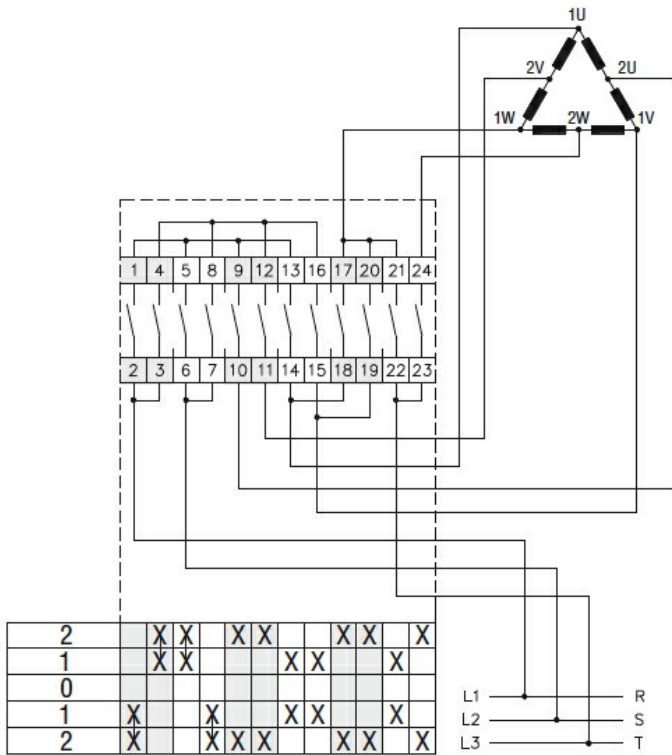 1U
2V 2U
1W 2W 1V
1 4 5 8 9 12 13 16 17 20 21 24
2 3 6 7 10 11 14 15 18 19 22 23
2 X X X X X X X
1 X X X X X
0
1 X X X X X
2 X X X X X X X
L1 R
L2 S
L3 T